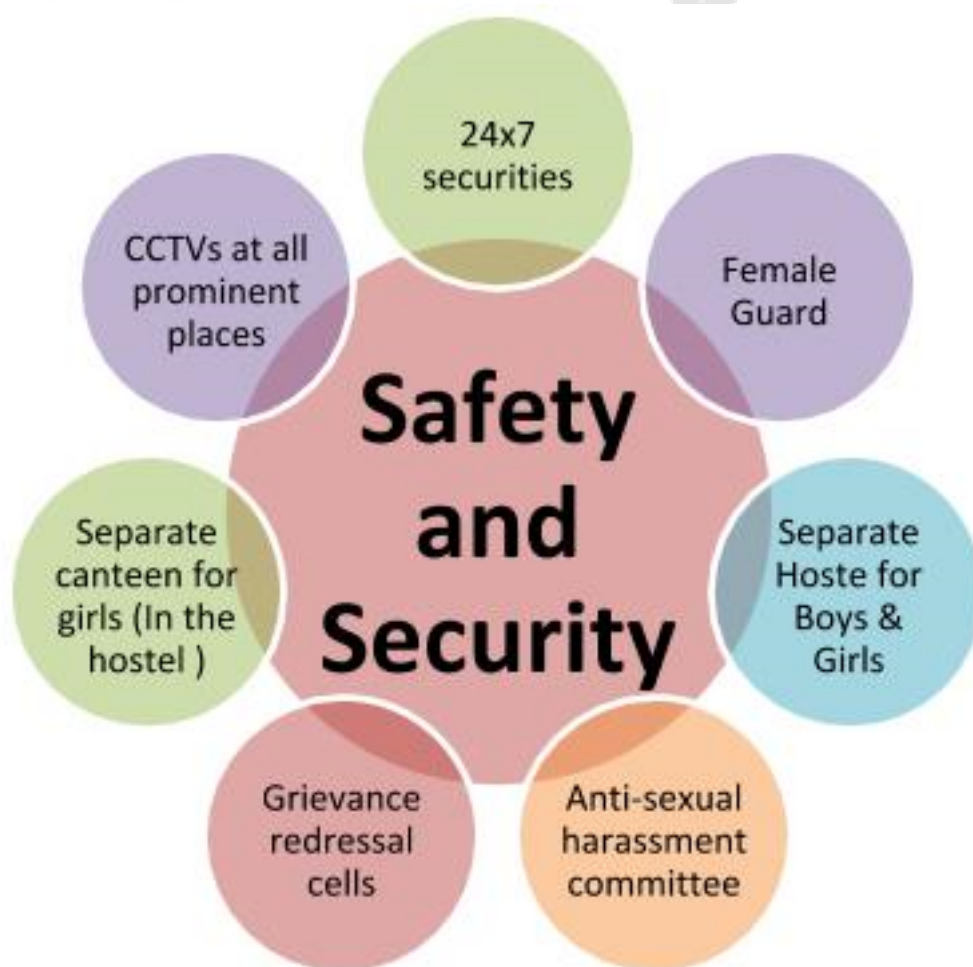 24x7
securities
Female
Guard
Separate
Hoste for
Boys &
Girls
Anti-sexual
harassment
committee
Grievance
redressal
cells
Separate
canteen for
girls (In the
hostel )
CCTVs at all
prominent
places
Safety
and
Security